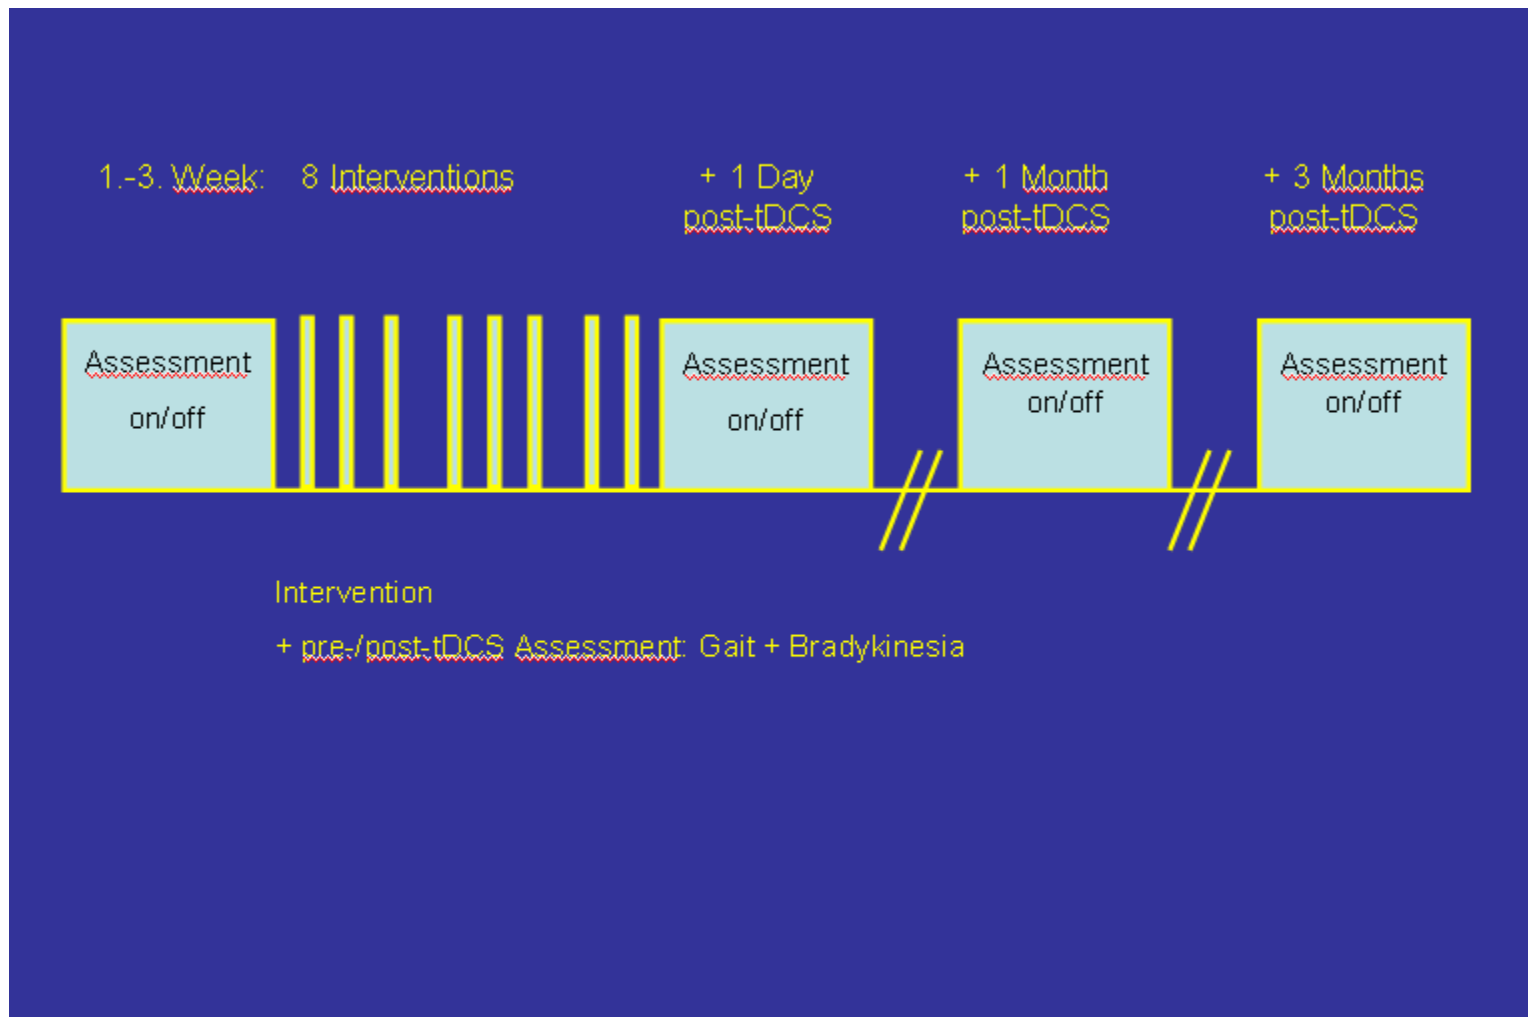 1.-3. Week: 8 Interventions
+ 1 Day
post-tDCS
+ 1 Month
post-tDCS
+ 3 Months
post-tDCS
Assessment
on/off
Assessment
on/off
Assessment
on/off
Assessment
on/off
Intervention
+ pre-/post-tDCS Assessment: Gait + Bradykinesia